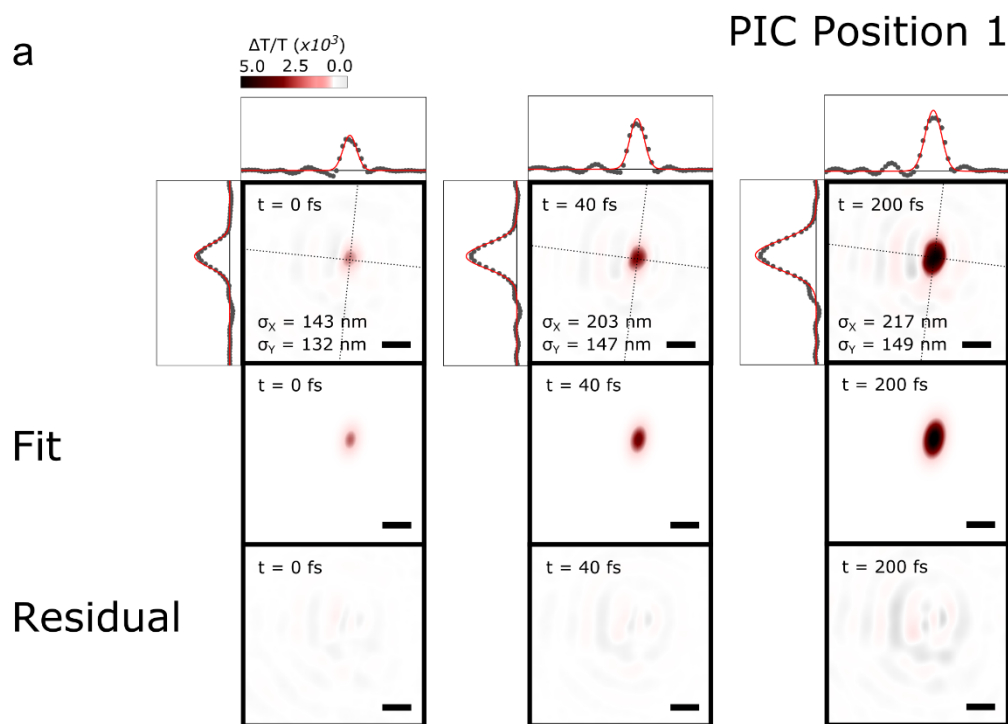 a
PIC Position 1
ΔT/T (x10³)
5.0 2.5 0.0
t = 0 fs
σX = 143 nm
σY = 132 nm
t = 40 fs
σX = 203 nm
σY = 147 nm
t = 200 fs
σX = 217 nm
σY = 149 nm
Fit
t = 0 fs
t = 40 fs
t = 200 fs
Residual
t = 0 fs
t = 40 fs
t = 200 fs